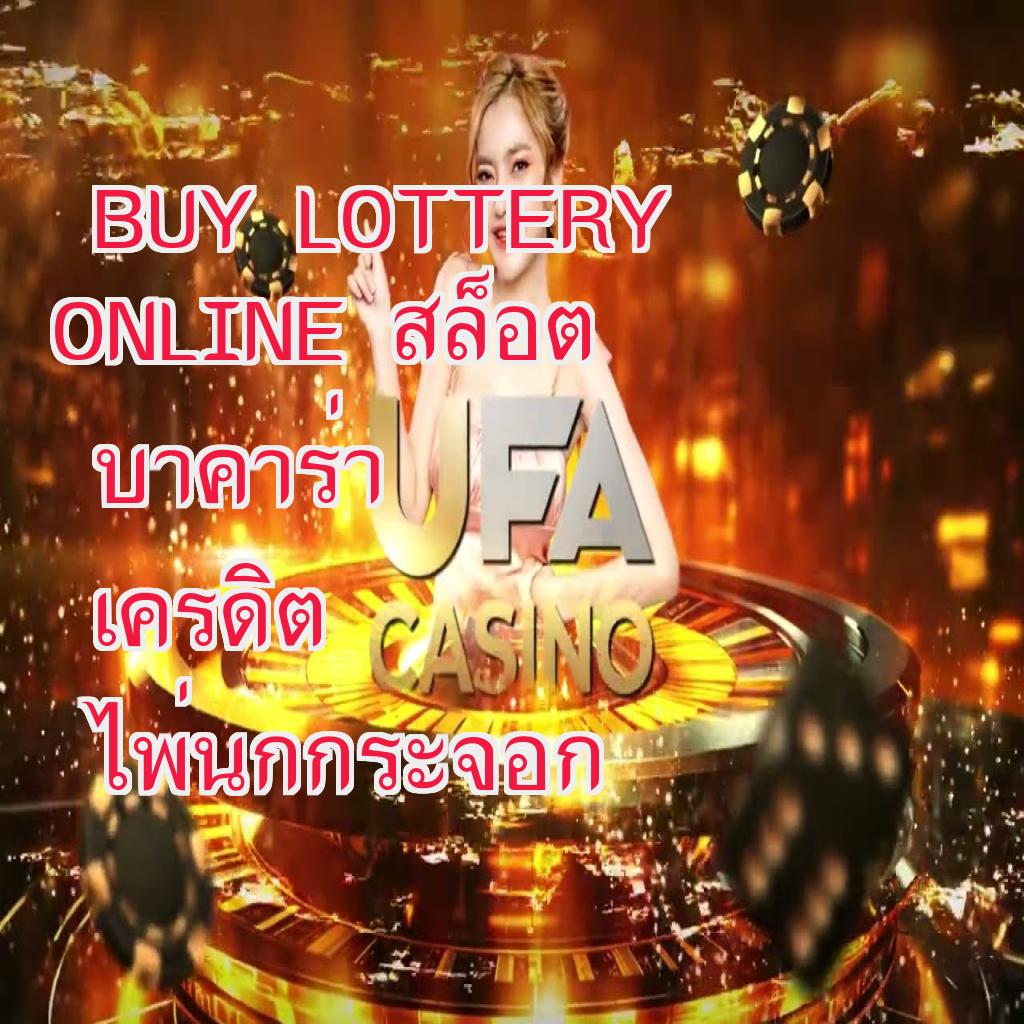 BUY LOTTERY
ONLINE สล็อต
บาคาร่า
UFA
เครดิต
CASINO
ไพ่นกกระจอก